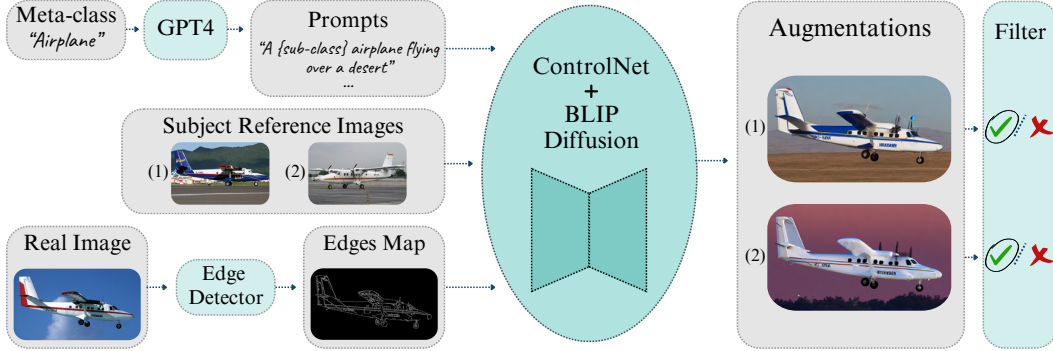 Meta-class
“Airplane”
GPT4
Prompts
“A {sub-class} airplane flying
over a desert”
...
Subject Reference Images
(1)
(2)
Real Image
Edge
Detector
Edges Map
ControlNet
+
BLIP
Diffusion
Augmentations
(1)
(2)
Filter